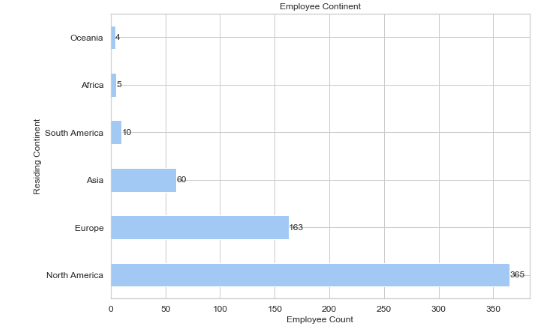 Employee Continent
Oceania
4
Africa
5
South America
10
Asia
60
Europe
163
North America
365
0 50 100 150 200 250 300 350
Employee Count
Residing Continent